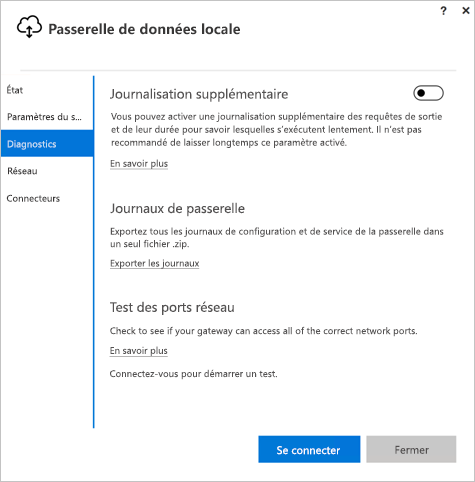 ? ×
Passerelle de données locale
État
Paramètres du s...
Diagnostics
Réseau
Connecteurs
Journalisation supplémentaire
Vous pouvez activer une journalisation supplémentaire des requêtes de sortie
et de leur durée pour savoir lesquelles s'exécutent lentement. Il n'est pas
recommandé de laisser longtemps ce paramètre activé.
En savoir plus
Journaux de passerelle
Exportez tous les journaux de configuration et de service de la passerelle dans
un seul fichier .zip.
Exporter les journaux
Test des ports réseau
Check to see if your gateway can access all of the correct network ports.
En savoir plus
Connectez-vous pour démarrer un test.
Se connecter
Fermer